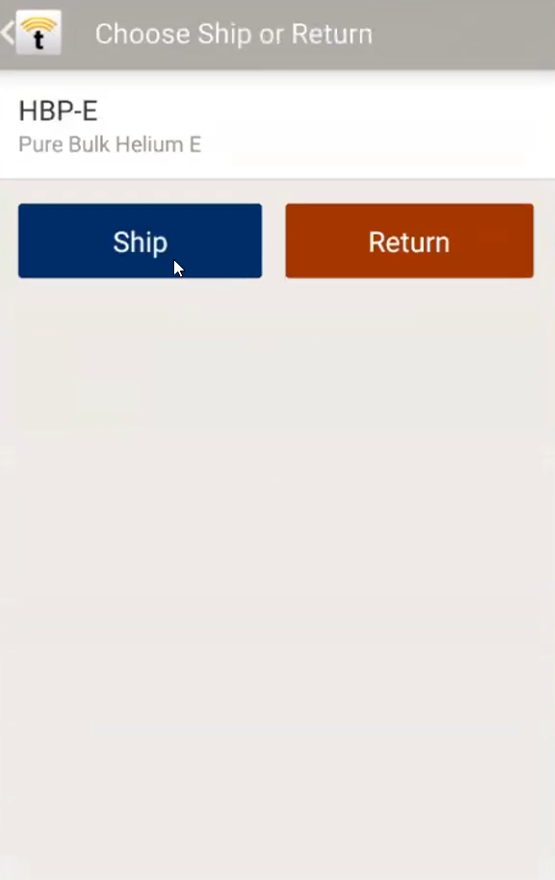 t
Choose Ship or Return
HBP-E
Pure Bulk Helium E
Ship
Return